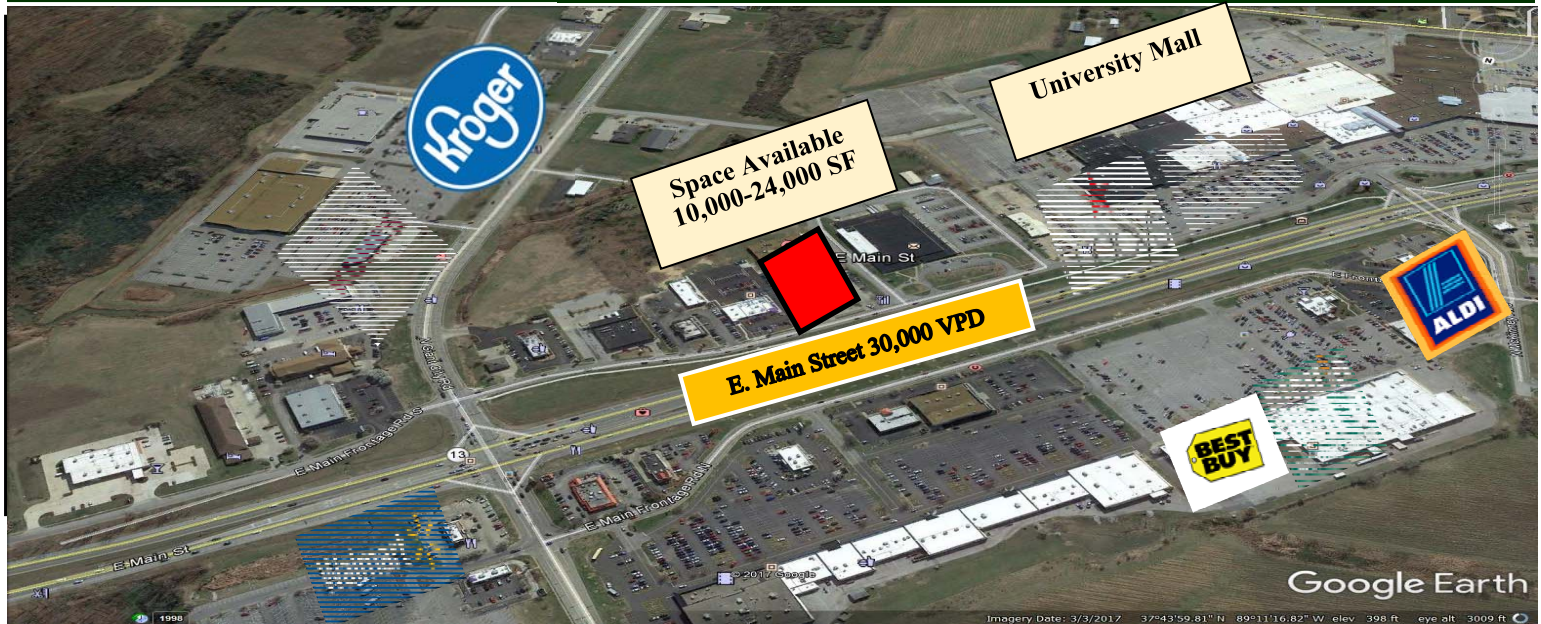 Kroger
University Mall
Space Available
10,000-24,000 SF
E Main St
E. Main Street 30,000 VPD
ALDI
BEST
BUY
E Main Frontage Rd S
13
E Main Frontage Rd N
E Main St
© 2017 Google
Google Earth
1998
Imagery Date: 3/3/2017 37°43'59.81" N 89°11'16.82" W elev 398 ft eye alt 3009 ft